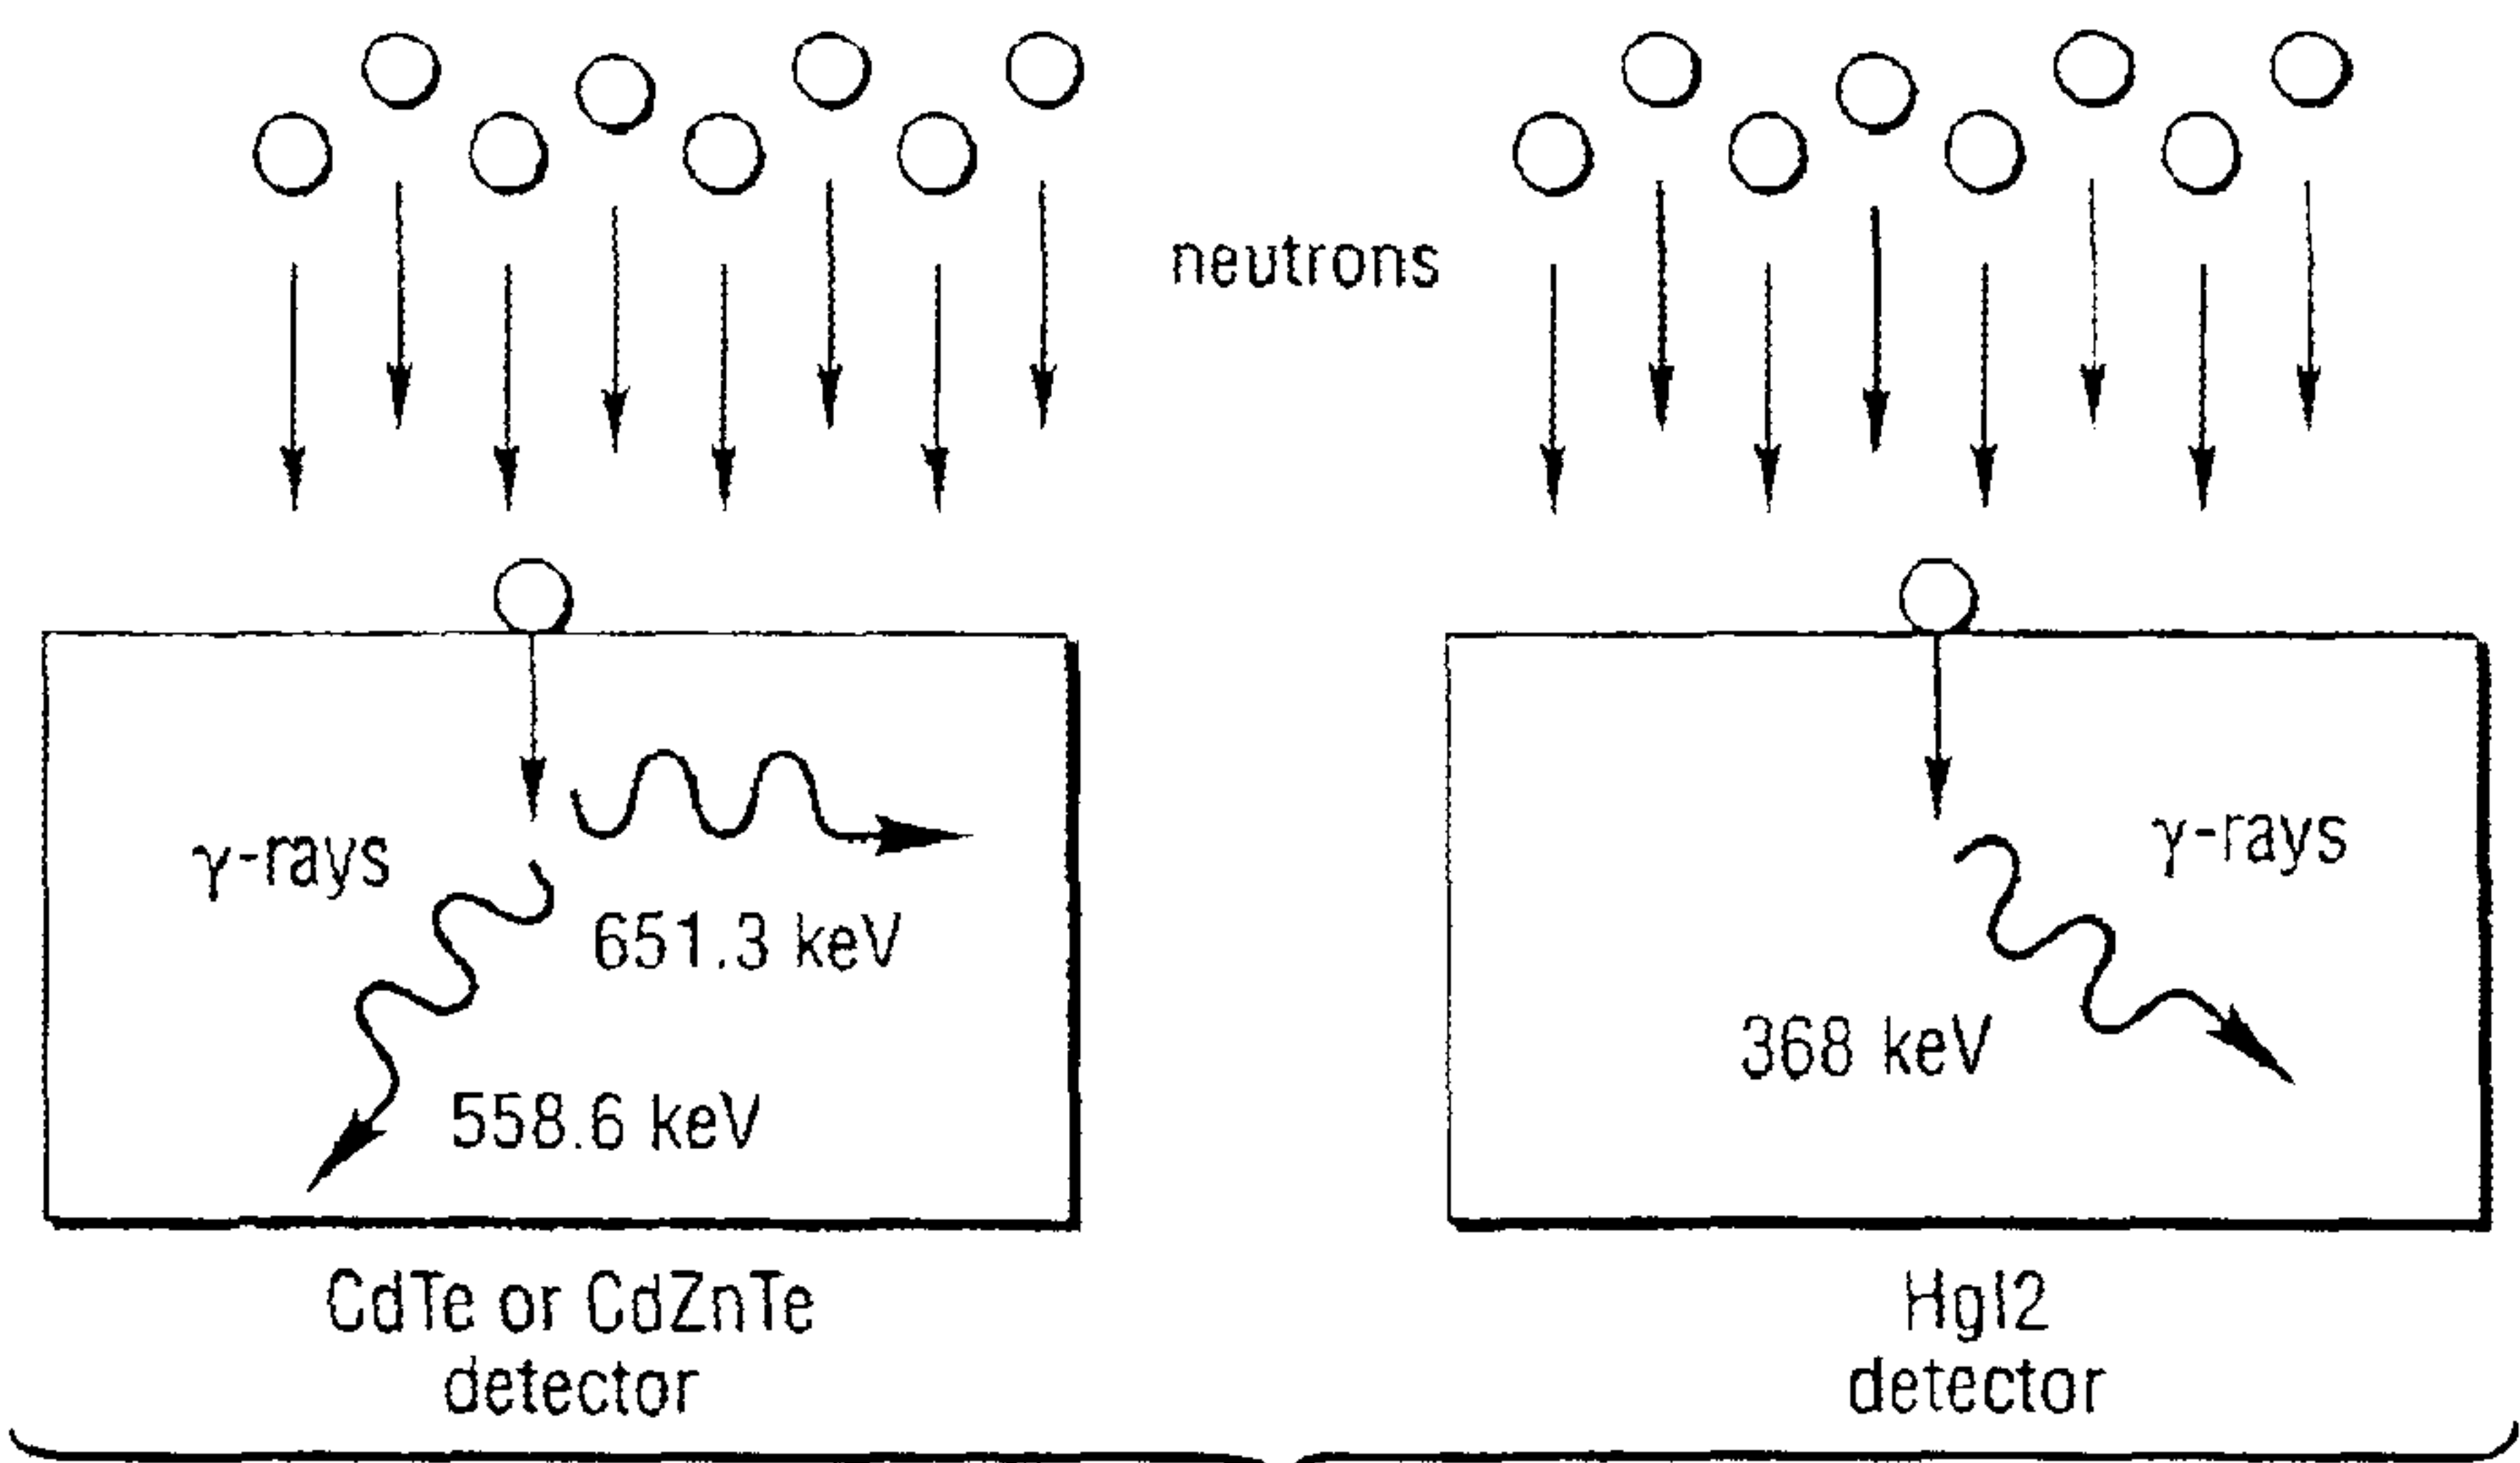 neutrons
γ-rays
651.3 keV
558.6 keV
γ-rays
368 keV
CdTe or CdZnTe
detector
HgI2
detector